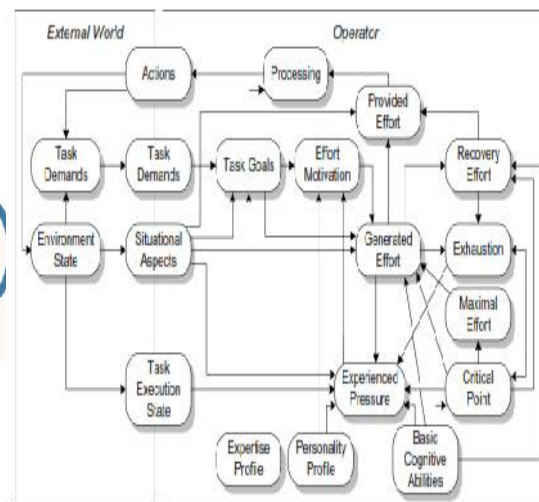 External World
Operator
Actions
Processing
Provided
Effort
Task
Demands
Task
Demands
Task Goals
Effort
Motivation
Recovery
Effort
Environment
State
Situational
Aspects
Generated
Effort
Exhaustion
Maximal
Effort
Task
Execution
State
Experienced
Pressure
Critical
Point
Expertise
Profile
Personality
Profile
Basic
Cognitive
Abilities